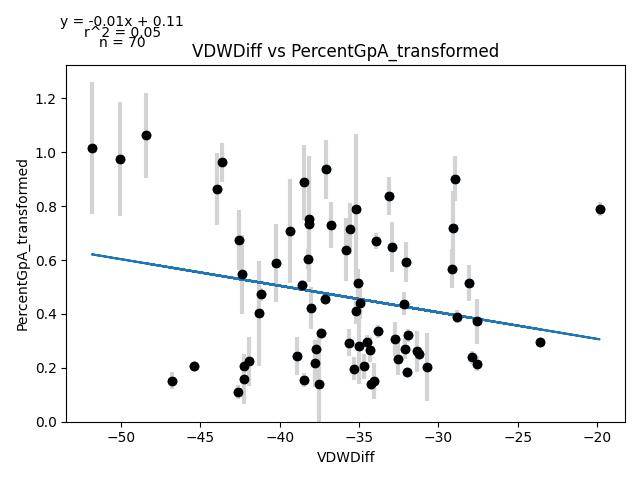 y = -0.01x + 0.11
r^2 = 0.05
n = 70
VDWDiff vs PercentGpA_transformed
PercentGpA_transformed
1.2
1.0
0.8
0.6
0.4
0.2
0.0
−50
−45
−40
−35
−30
−25
−20
VDWDiff